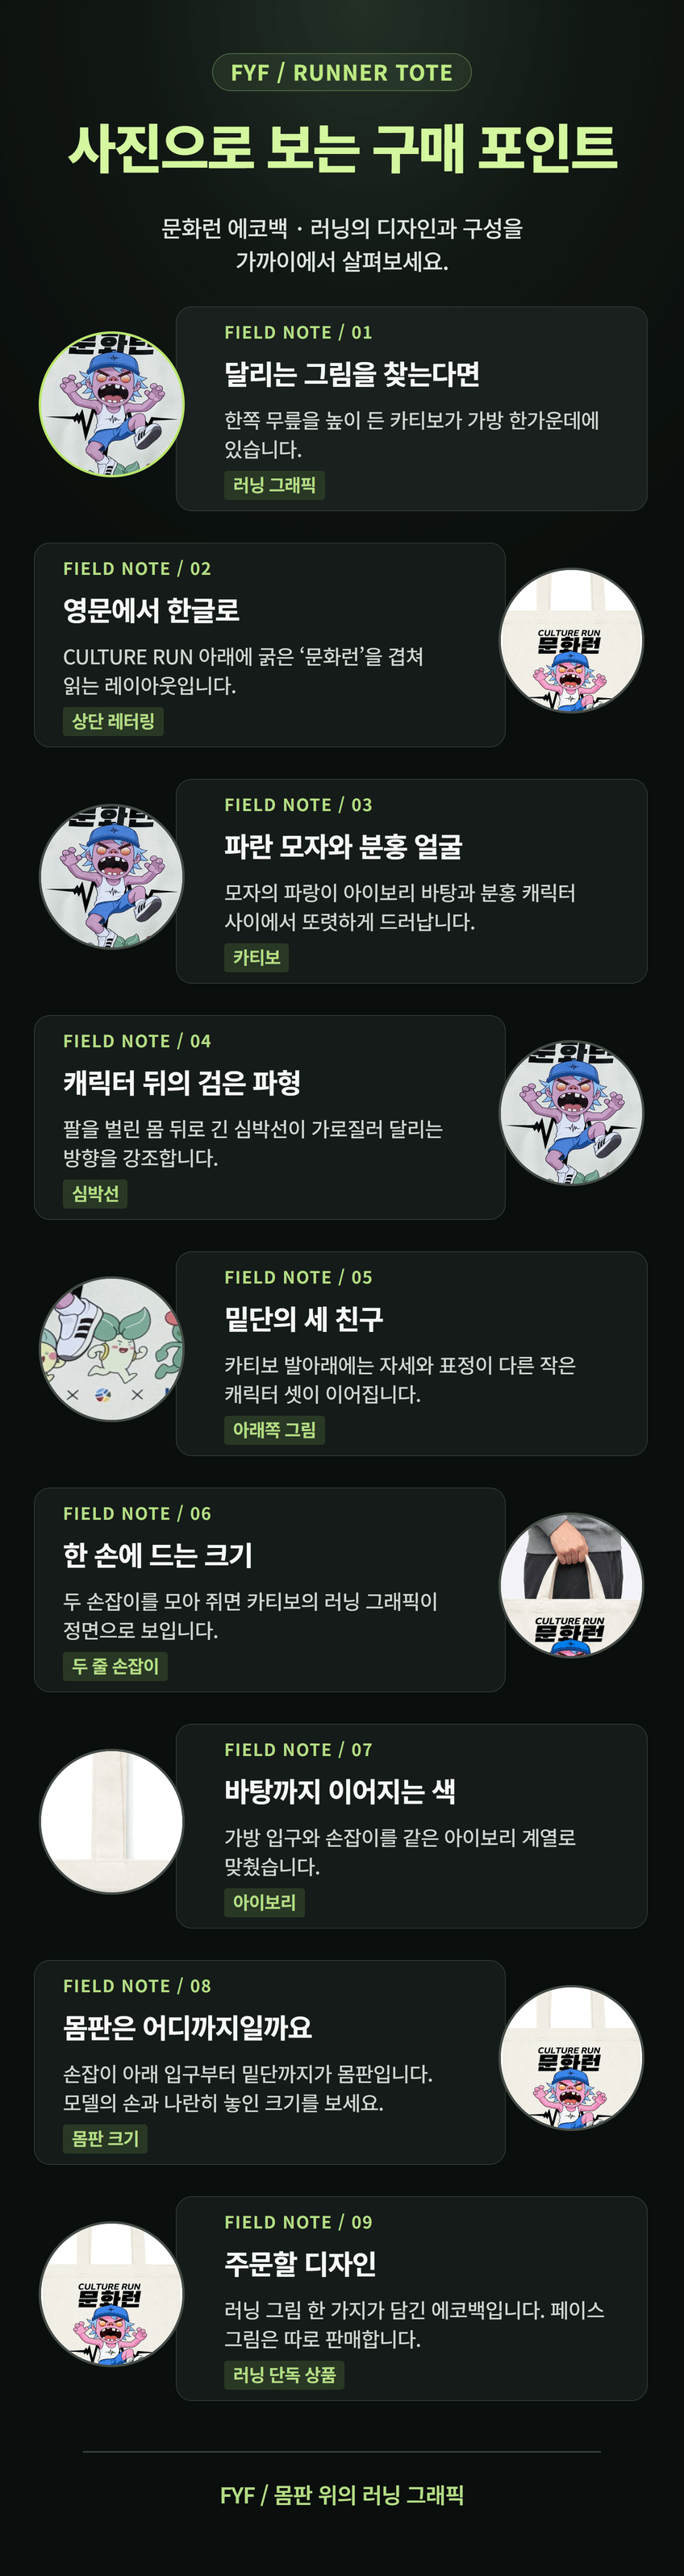 FYF / RUNNER TOTE
사진으로 보는 구매 포인트
문화런 에코백 · 러닝의 디자인과 구성을
가까이에서 살펴보세요.
문화런
FIELD NOTE / 01
달리는 그림을 찾는다면
한쪽 무릎을 높이 든 카티보가 가방 한가운데에
있습니다.
러닝 그래픽
FIELD NOTE / 02
영문에서 한글로
CULTURE RUN 아래에 굵은 ‘문화런’을 겹쳐
읽는 레이아웃입니다.
상단 레터링
CULTURE RUN
문화런
문화런
FIELD NOTE / 03
파란 모자와 분홍 얼굴
모자의 파랑이 아이보리 바탕과 분홍 캐릭터
사이에서 또렷하게 드러납니다.
카티보
FIELD NOTE / 04
캐릭터 뒤의 검은 파형
팔을 벌린 몸 뒤로 긴 심박선이 가로질러 달리는
방향을 강조합니다.
심박선
문화런
FIELD NOTE / 05
밑단의 세 친구
카티보 발아래에는 자세와 표정이 다른 작은
캐릭터 셋이 이어집니다.
아래쪽 그림
FIELD NOTE / 06
한 손에 드는 크기
두 손잡이를 모아 쥐면 카티보의 러닝 그래픽이
정면으로 보입니다.
두 줄 손잡이
CULTURE RUN
문화런
FIELD NOTE / 07
바탕까지 이어지는 색
가방 입구와 손잡이를 같은 아이보리 계열로
맞췄습니다.
아이보리
FIELD NOTE / 08
몸판은 어디까지일까요
손잡이 아래 입구부터 밑단까지가 몸판입니다.
모델의 손과 나란히 놓인 크기를 보세요.
몸판 크기
CULTURE RUN
문화런
CULTURE RUN
문화런
FIELD NOTE / 09
주문할 디자인
러닝 그림 한 가지가 담긴 에코백입니다. 페이스
그림은 따로 판매합니다.
러닝 단독 상품
FYF / 몸판 위의 러닝 그래픽